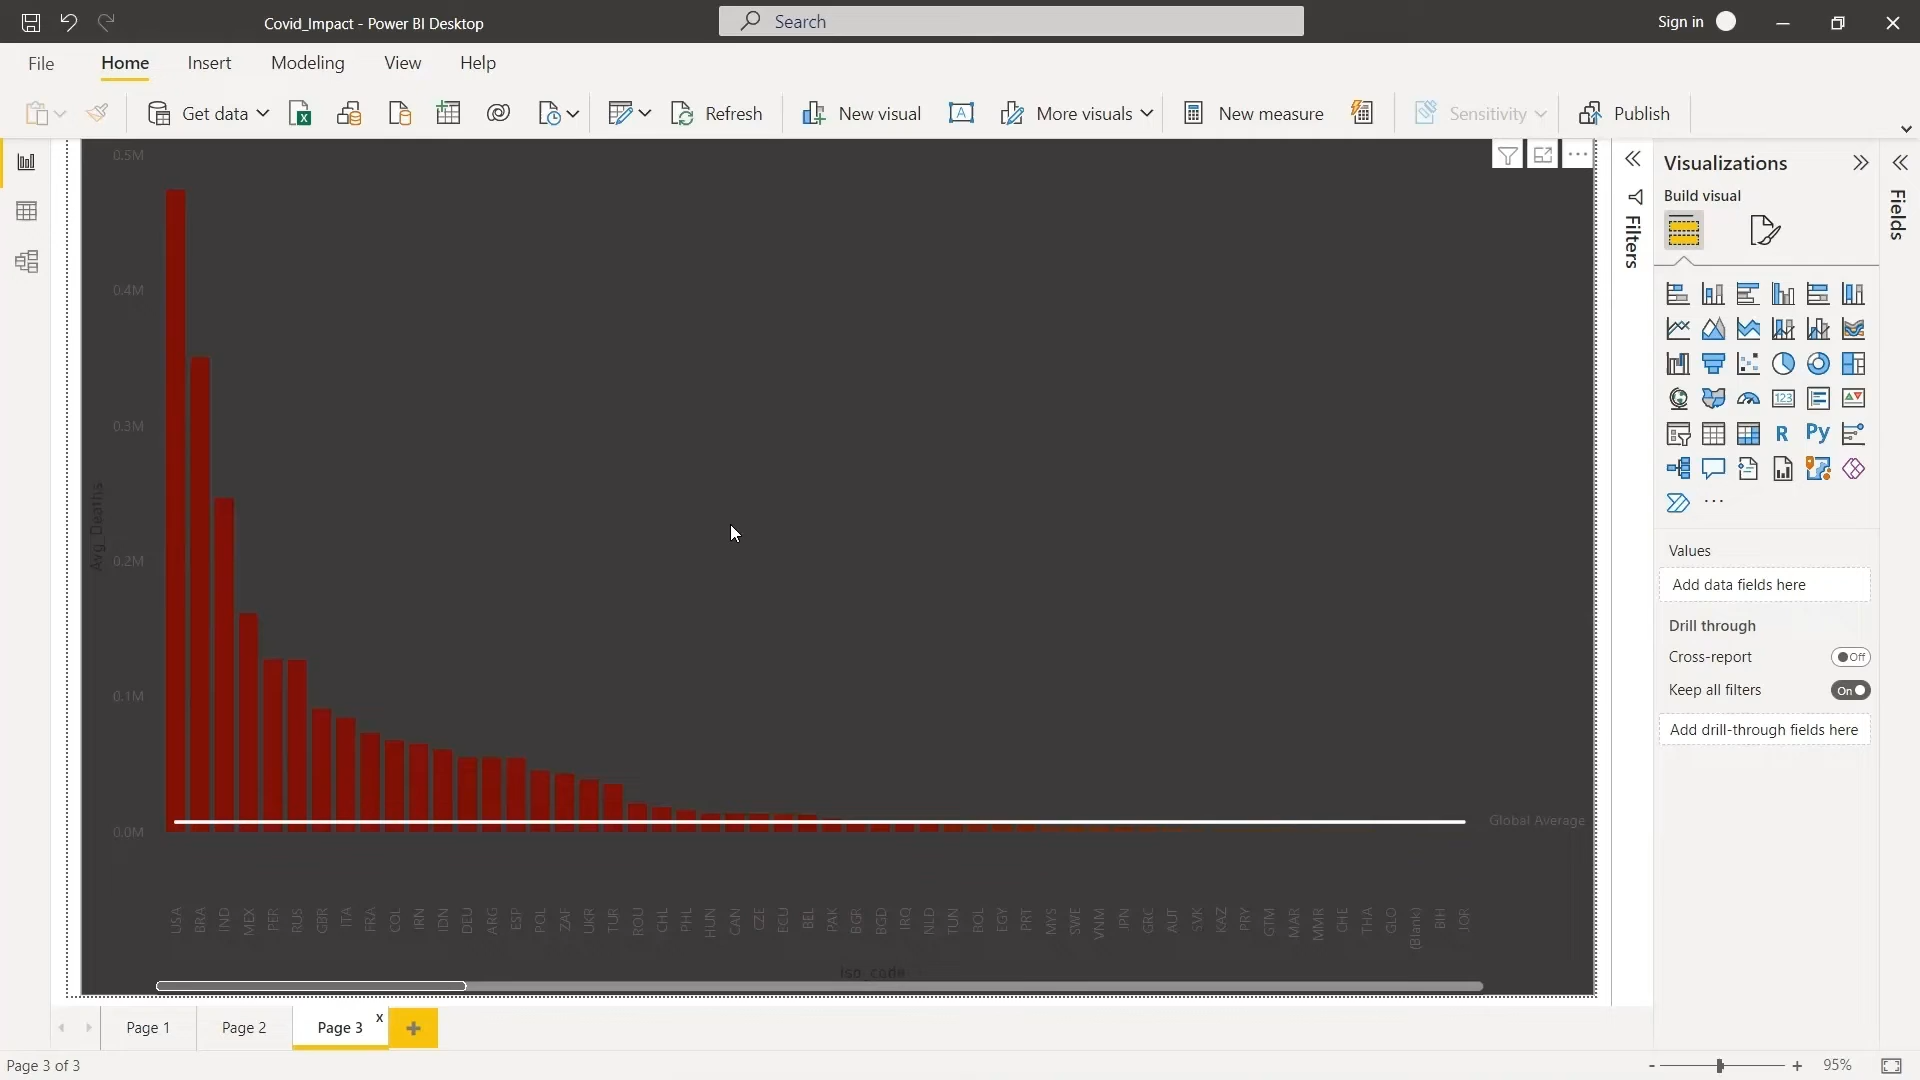 Covid_Impact - Power BI Desktop
Search
Sign in
File
Home
Insert
Modeling
View
Help
Get data
Refresh
New visual
More visuals
New measure
Sensitivity
Publish
0.5M
0.4M
0.3M
0.2M
0.1M
0.0M
Avg_Deaths
Global Average
USA
BRA
IND
MEX
PER
RUS
GBR
ITA
FRA
COL
IRN
IDN
DEU
ARG
ESP
POL
ZAF
UKR
TUR
ROU
CHL
PHL
HUN
CAN
CZE
ECU
BEL
PAK
BGR
BGD
IRQ
NLD
TUN
BOL
EGY
PRT
MYS
SWE
VNM
JPN
GRC
AUT
SVK
KAZ
PRY
GTM
MAR
MMR
CHE
THA
GLO
(Blank)
BIH
JOR
iso_code
Filters
Visualizations
Build visual
123
R
Py
Values
Add data fields here
Drill through
Cross-report
Off
Keep all filters
On
Add drill-through fields here
Fields
Page 1
Page 2
Page 3
x
Page 3 of 3
95%